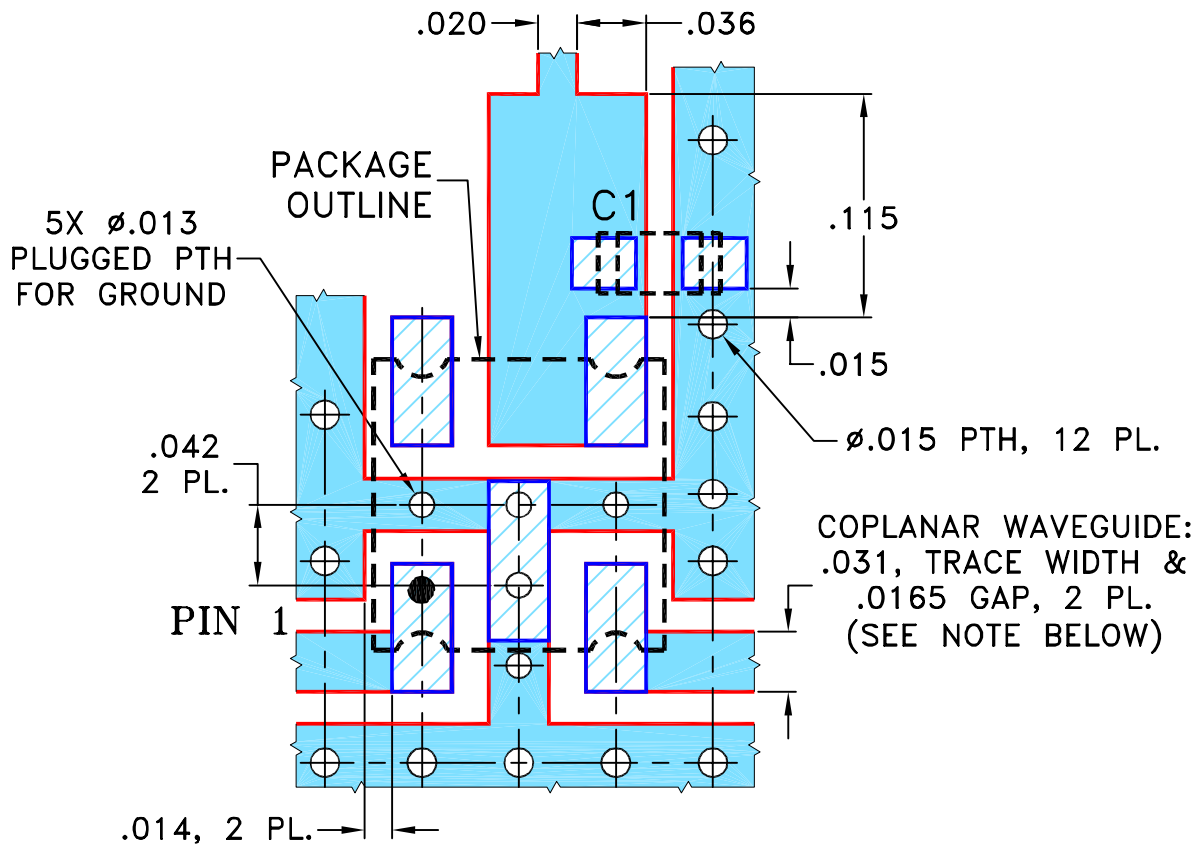 .020
.036
PACKAGE
OUTLINE
C1
5X ⌀.013
PLUGGED PTH
FOR GROUND
.115
.015
.042
2 PL.
⌀.015 PTH, 12 PL.
COPLANAR WAVEGUIDE:
.031, TRACE WIDTH &
.0165 GAP, 2 PL.
(SEE NOTE BELOW)
PIN 1
.014, 2 PL.